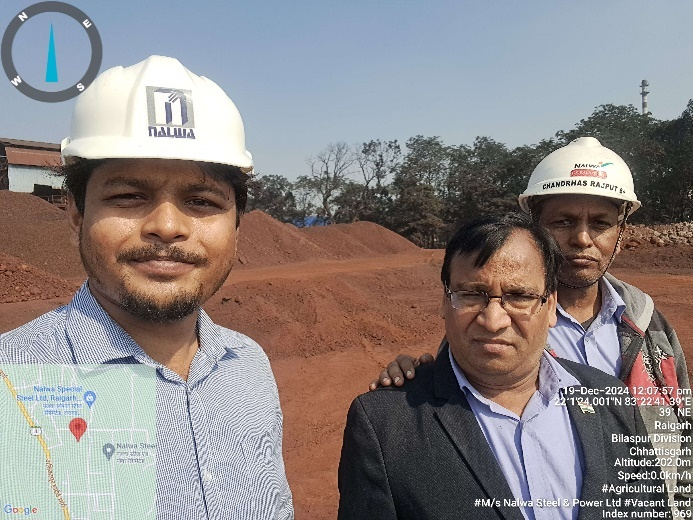 N
E
S
W
NALWA
NALWA
CHANDRHAS RAJPUT B+
Nalwa Special
Steel Ltd, Raigarh...
Nalwa Steel
Google
19-Dec-2024 12:07:57 pm
22°1'24.001"N 83°22'41.39"E
39° NE
Raigarh
Bilaspur Division
Chhattisgarh
Altitude:202.0m
Speed:0.0km/h
#Agricultural Land
#M/s Nalwa Steel & Power Ltd #Vacant Land
Index number: 969